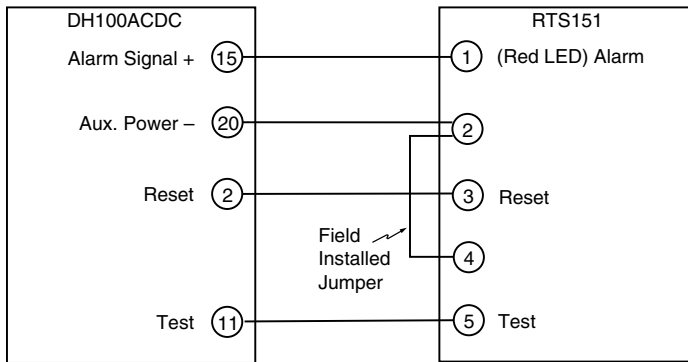 DH100ACDC
RTS151
Alarm Signal + 15
1 (Red LED) Alarm
Aux. Power – 20
2
Reset 2
3 Reset
Field
Installed
Jumper
4
Test 11
5 Test